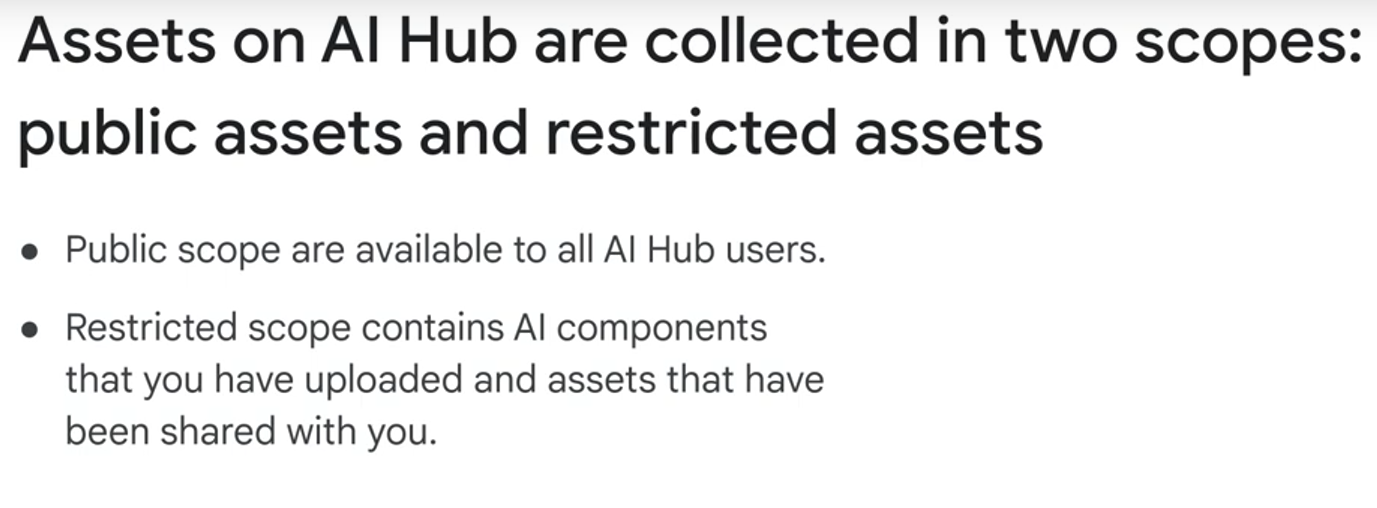 Assets on AI Hub are collected in two scopes:
public assets and restricted assets
● Public scope are available to all AI Hub users.
● Restricted scope contains AI components
that you have uploaded and assets that have
been shared with you.